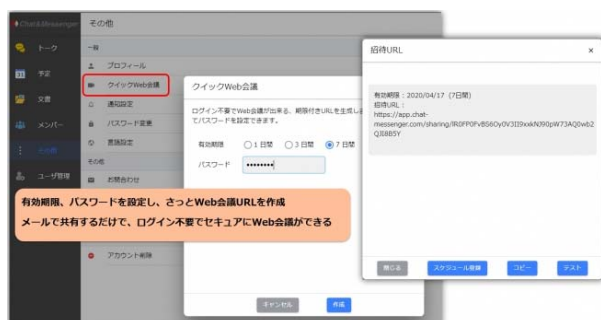 Chat&Messenger
その他
トーク
予定
文書
メンバー
その他
ユーザ管理
一般
プロフィール
クイックWeb会議
通知設定
パスワード変更
言語設定
その他
お問合わせ
アカウント削除
クイックWeb会議
ログイン不要でWeb会議が出来る、期限付きURLを生成し
てパスワードを設定できます。
有効期限
1 日間
3 日間
7 日間
パスワード
••••••••
キャンセル
作成
招待URL
×
有効期限：2020/04/17 (7日間)
招待URL：
https://app.chat-
閉じる
スケジュール登録
コピー
テスト
有効期限、パスワードを設定し、さっとWeb会議URLを作成
メールで共有するだけで、ログイン不要でセキュアにWeb会議ができる